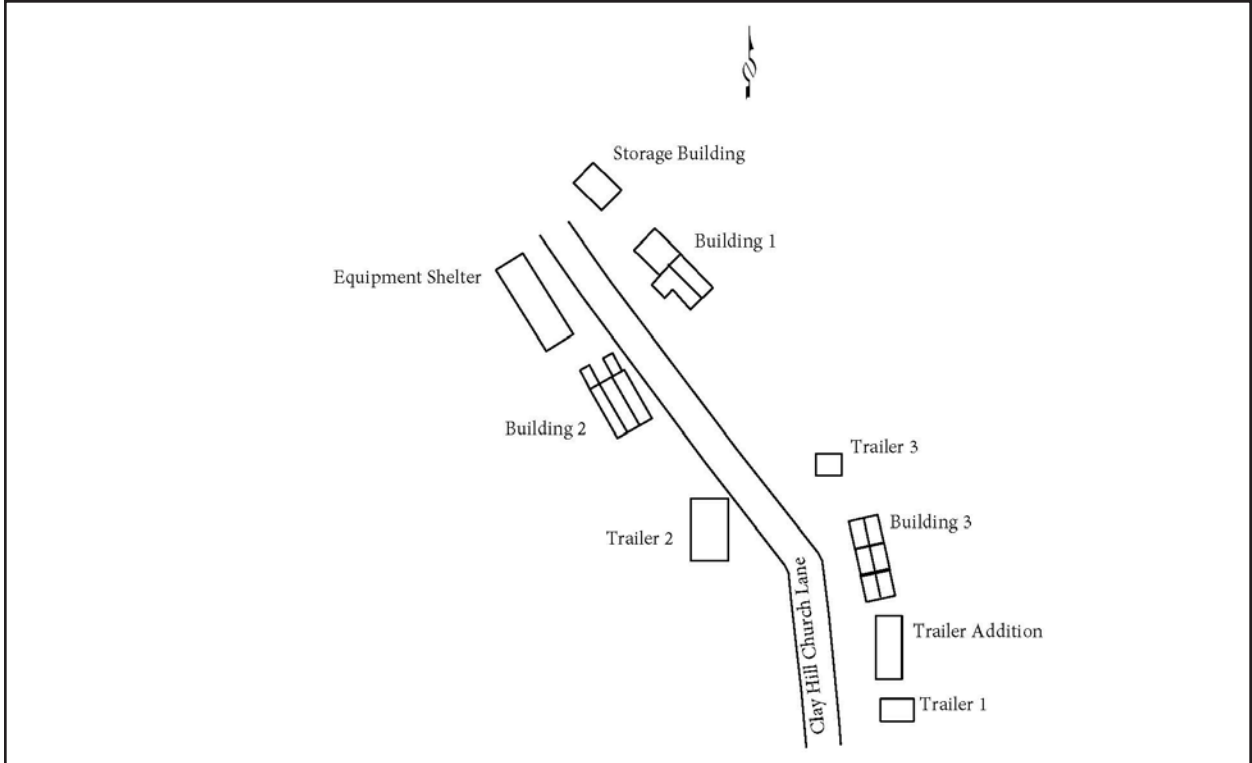 Storage Building
Building 1
Equipment Shelter
Building 2
Trailer 3
Building 3
Trailer 2
Clay Hill Church Lane
Trailer Addition
Trailer 1